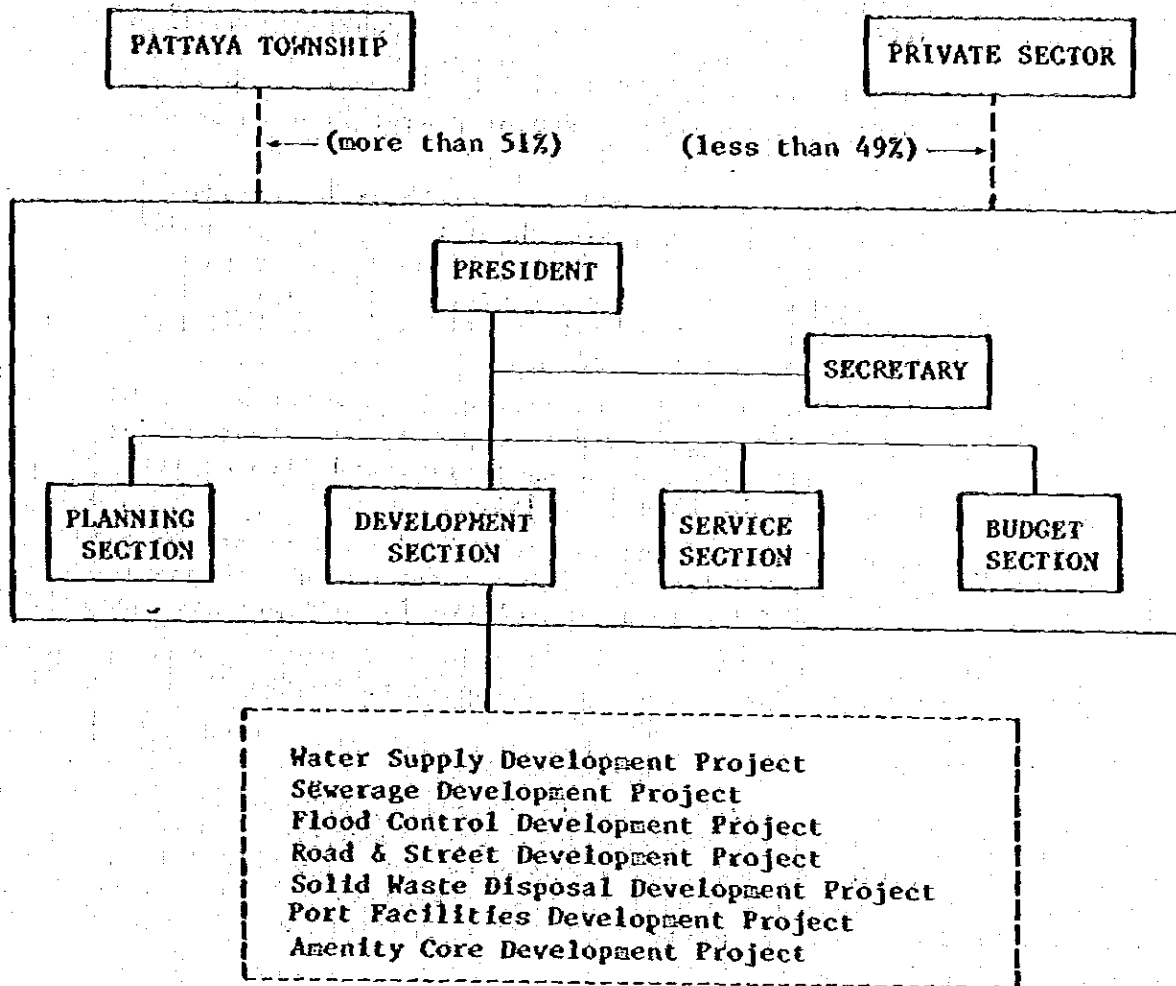 PATTAYA TOWNSHIP
PRIVATE SECTOR
(more than 51%)
(less than 49%)
PRESIDENT
SECRETARY
PLANNING
SECTION
DEVELOPMENT
SECTION
SERVICE
SECTION
BUDGET
SECTION
Water Supply Development Project
Sewerage Development Project
Flood Control Development Project
Road & Street Development Project
Solid Waste Disposal Development Project
Port Facilities Development Project
Amenity Core Development Project